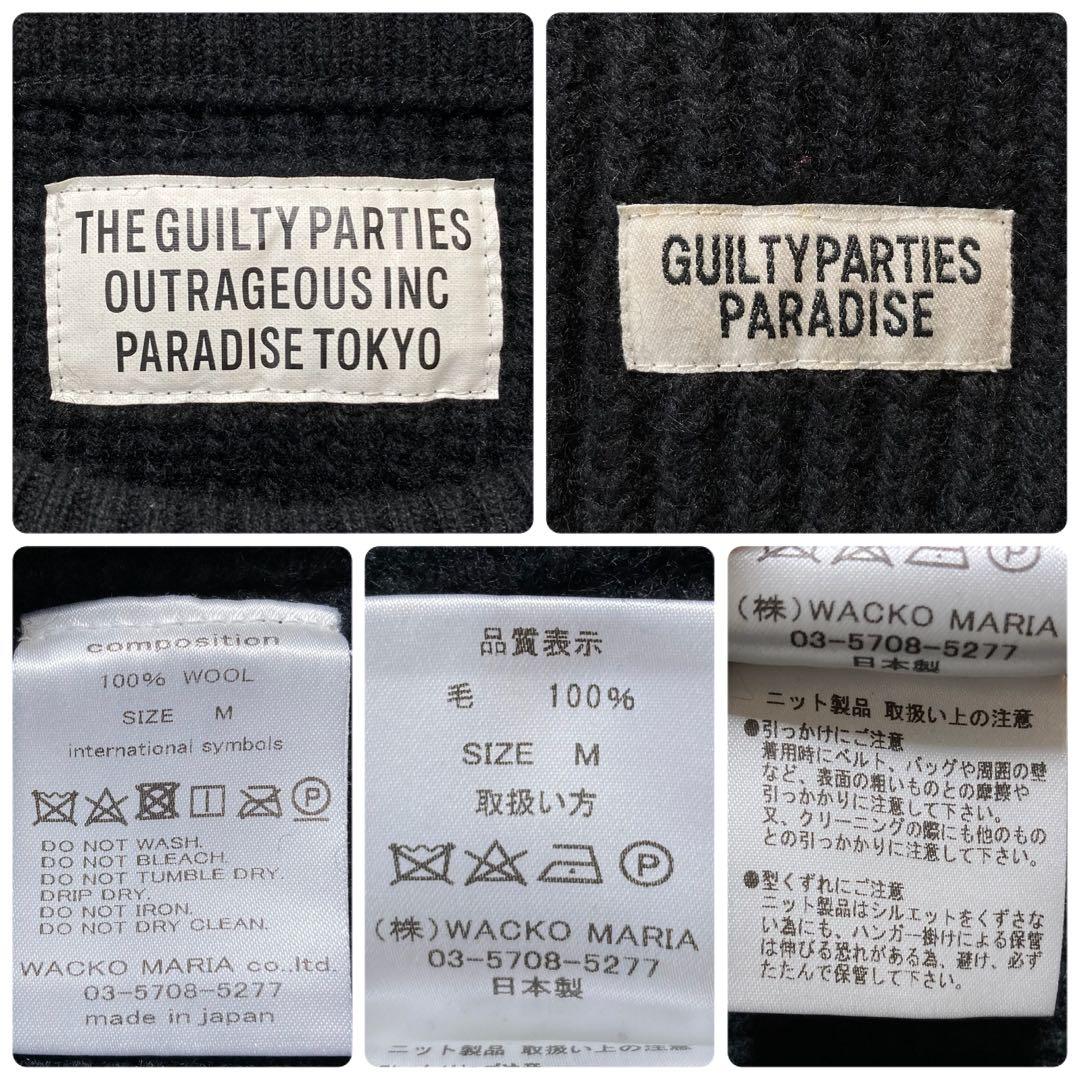 THE GUILTY PARTIES
OUTRAGEOUS INC
PARADISE TOKYO
GUILTYPARTIES
PARADISE
composition
100% WOOL
SIZE M
international symbols
P
DO NOT WASH.
DO NOT BLEACH.
DO NOT TUMBLE DRY.
DRIP DRY.
DO NOT IRON.
DO NOT DRY CLEAN.
WACKO MARIA co.,ltd.
03-5708-5277
made in japan
品質表示
毛 100%
SIZE M
取扱い方
P
(株)WACKO MARIA
03-5708-5277
日本製
ニット製品 取扱い上の注意
P
(株)WACKO MARIA
03-5708-5277
日本製
ニット製品 取扱い上の注意
●引っかけにご注意
着用時にベルト、バッグや周囲の壁
など、表面の粗いものとの摩擦や
引っかかりに注意して下さい。
又、クリーニングの際にも他のもの
との引っかかりに注意して下さい。
●型くずれにご注意
ニット製品はシルエットをくずさな
い為にも、ハンガー掛けによる保管
は伸びる恐れがある為、避け、必ず
たたんで保管して下さい。